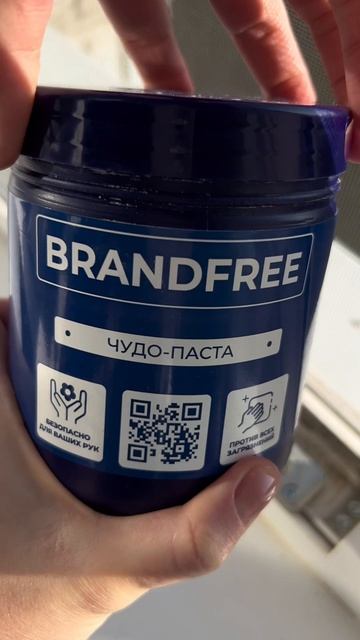 BRANDFREE
ЧУДО-ПАСТА
БЕЗОПАСНО
ДЛЯ ВАШИХ РУК
ПРОТИВ ВСЕХ
ЗАГРЯЗНЕНИЙ